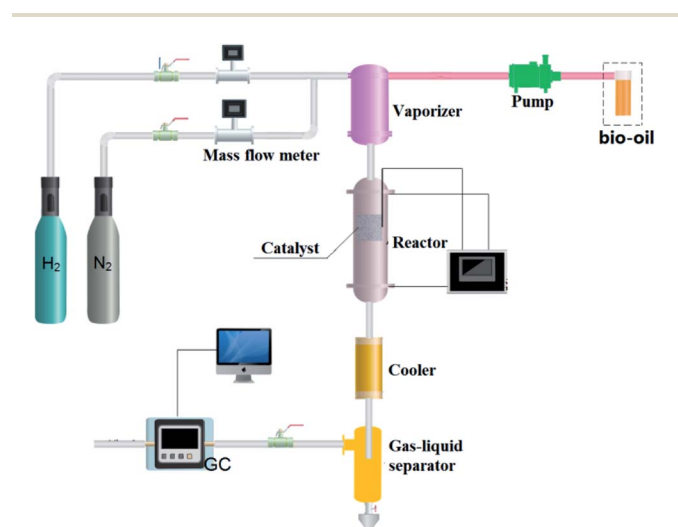 Vaporizer
Pump
bio-oil
Mass flow meter
H₂
N₂
Catalyst
Reactor
Cooler
Gas-liquid
separator
GC